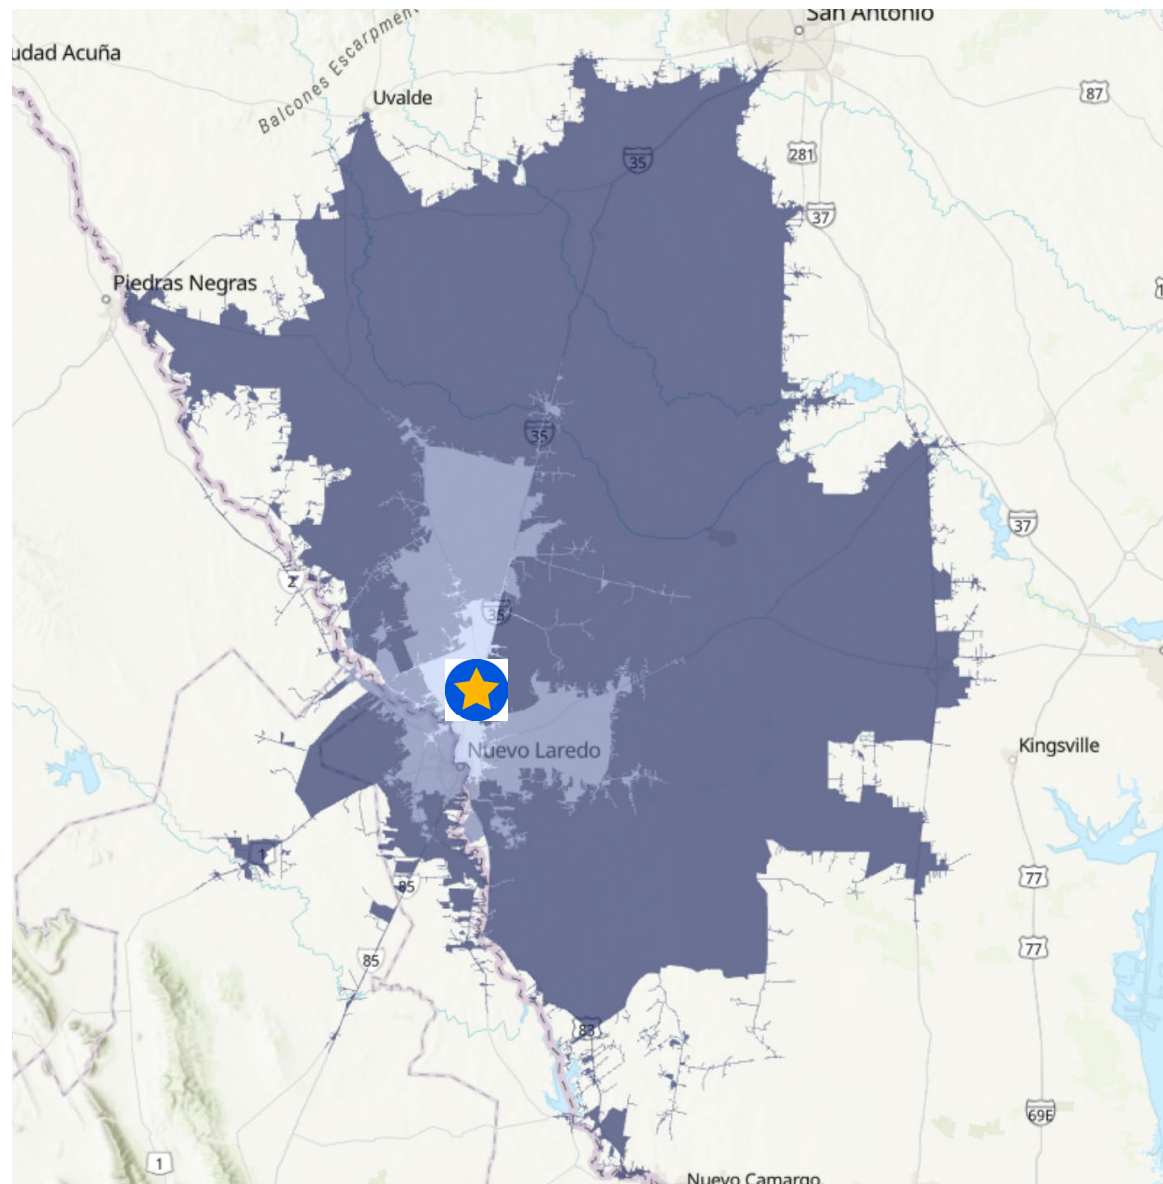 San Antonio
udad Acuña
Balcones Escarpment
87
Uvalde
281
35
37
Piedras Negras
35
37
2
35
Nuevo Laredo
Kingsville
1
85
77
77
85
83
69E
1
Nuevo Camargo